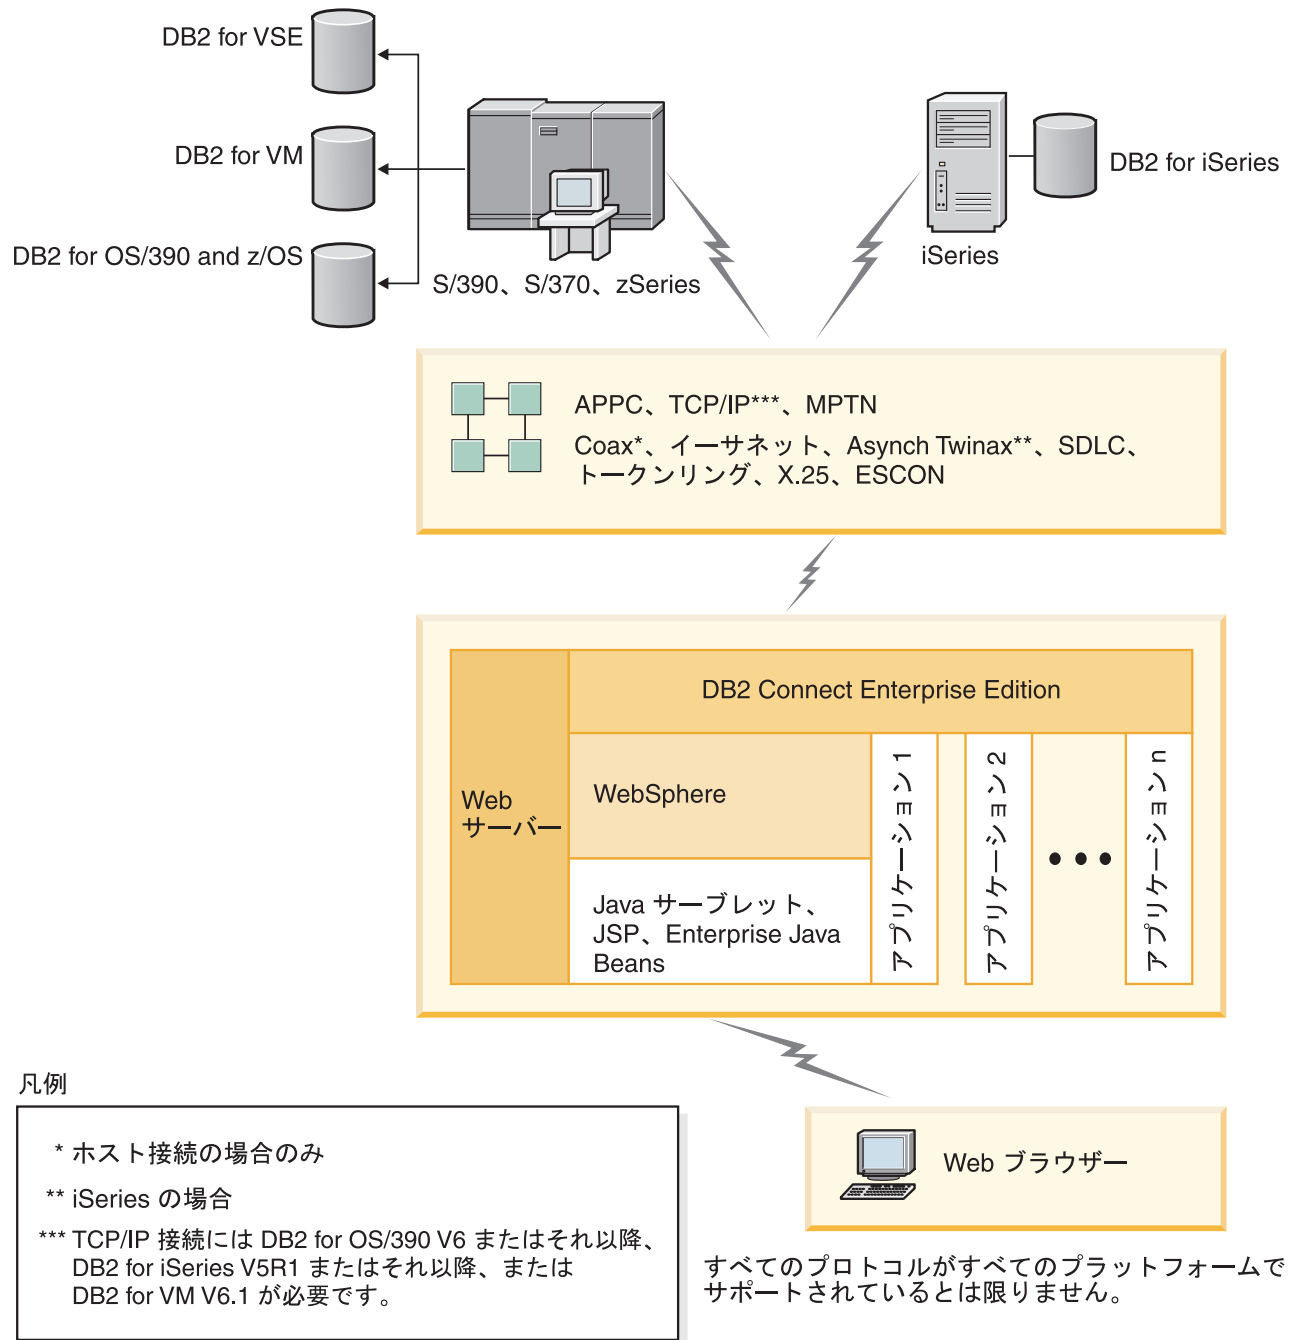 DB2 for VSE
DB2 for VM
DB2 for OS/390 and z/OS
S/390、S/370、zSeries
DB2 for iSeries
iSeries
APPC、TCP/IP***、MPTN
Coax*、イーサネット、Asynch Twinax**、SDLC、
トークンリング、X.25、ESCON
DB2 Connect Enterprise Edition
Web
サーバー
WebSphere
Java サーブレット、
JSP、Enterprise Java
Beans
アプリケーション 1
アプリケーション 2
•••
アプリケーション n
凡例
* ホスト接続の場合のみ
** iSeries の場合
*** TCP/IP 接続には DB2 for OS/390 V6 またはそれ以降、
DB2 for iSeries V5R1 またはそれ以降、または
DB2 for VM V6.1 が必要です。
Web ブラウザー
すべてのプロトコルがすべてのプラットフォームで
サポートされているとは限りません。